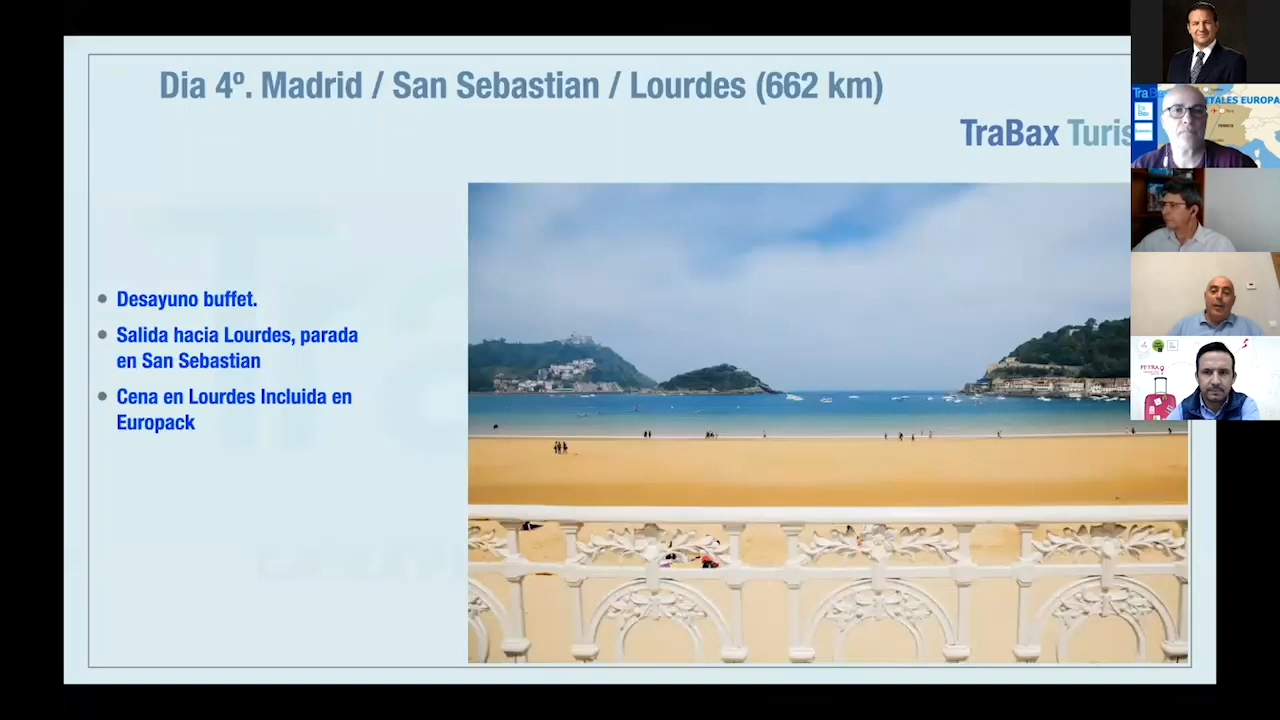 Dia 4º. Madrid / San Sebastian / Lourdes (662 km)
TraBax Turis
Desayuno buffet.
Salida hacia Lourdes, parada
en San Sebastian
Cena en Lourdes Incluida en
Europack
TALES EUROPA